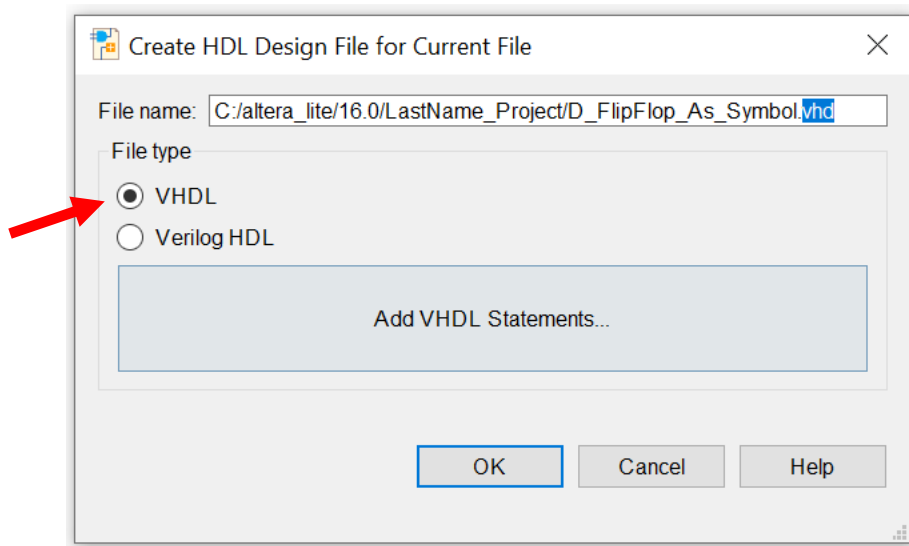 Create HDL Design File for Current File
File name: C:/altera_lite/16.0/LastName_Project/D_FlipFlop_As_Symbol.vhd
File type
VHDL
Verilog HDL
Add VHDL Statements...
OK Cancel Help